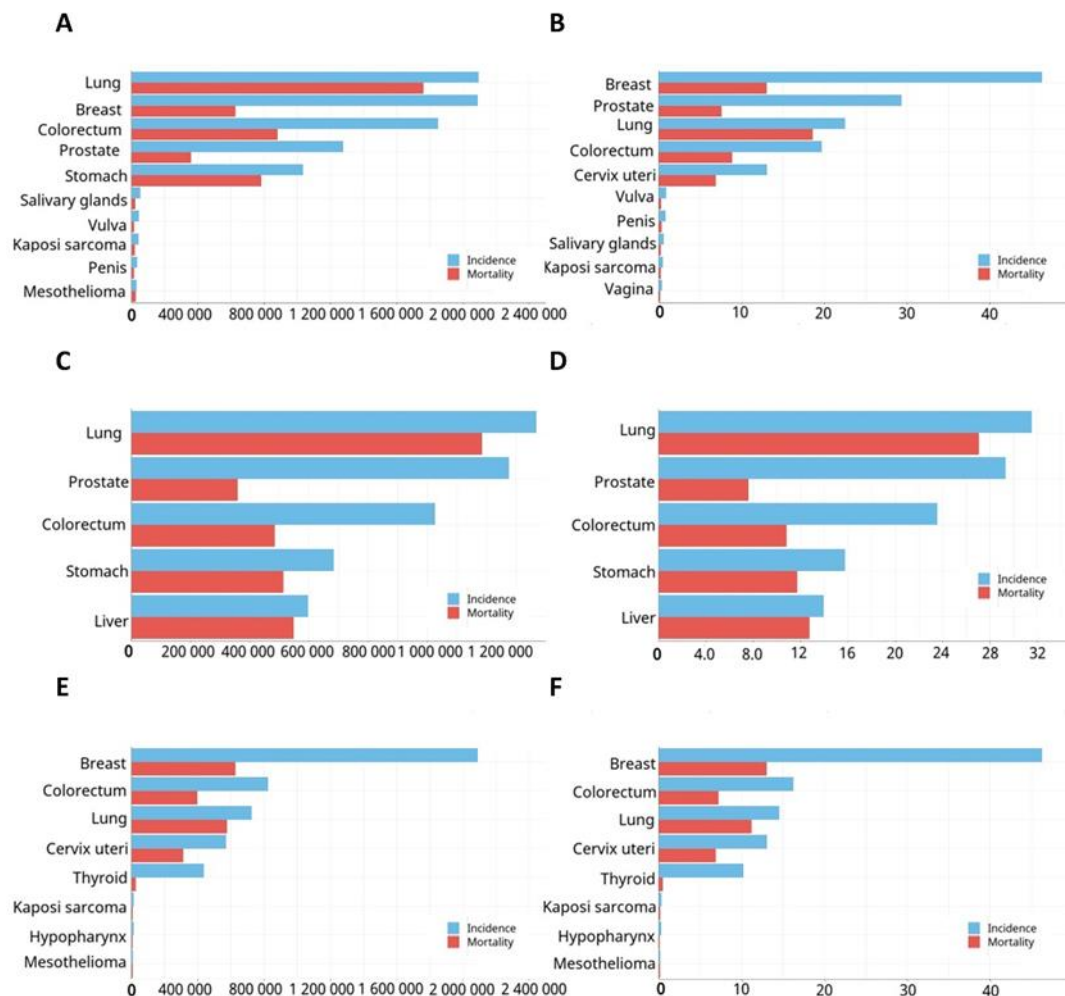 A
Lung
Breast
Colorectum
Prostate
Stomach
Salivary glands
Vulva
Kaposi sarcoma
Penis
Mesothelioma
Incidence
Mortality
0 400 000 800 000 1 200 000 1 600 000 2 000 000 2 400 000
B
Breast
Prostate
Lung
Colorectum
Cervix uteri
Vulva
Penis
Salivary glands
Kaposi sarcoma
Vagina
Incidence
Mortality
0 10 20 30 40
C
Lung
Prostate
Colorectum
Stomach
Liver
Incidence
Mortality
0 200 000 400 000 600 000 800 000 1 000 000 1 200 000
D
Lung
Prostate
Colorectum
Stomach
Liver
Incidence
Mortality
0 4.0 8.0 12 16 20 24 28 32
E
Breast
Colorectum
Lung
Cervix uteri
Thyroid
Kaposi sarcoma
Hypopharynx
Mesothelioma
Incidence
Mortality
0 400 000 800 000 1 200 000 1 600 000 2 000 000 2 400 000
F
Breast
Colorectum
Lung
Cervix uteri
Thyroid
Kaposi sarcoma
Hypopharynx
Mesothelioma
Incidence
Mortality
0 10 20 30 40